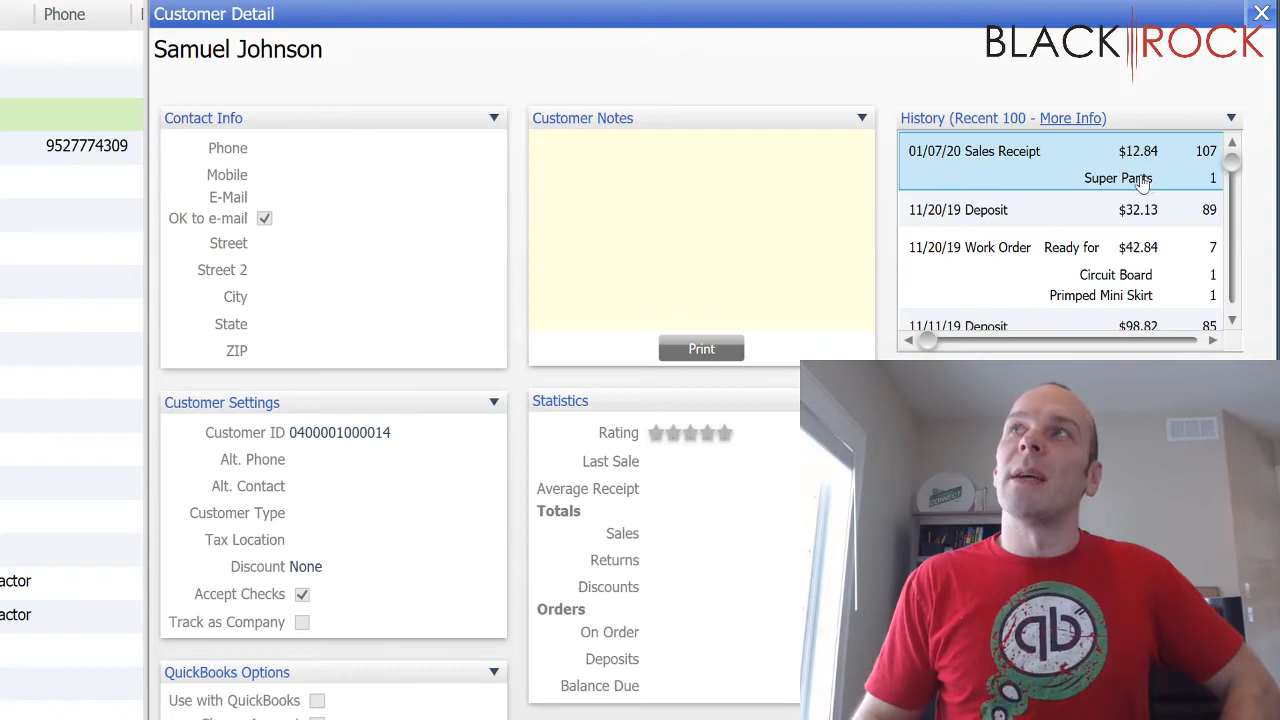 Phone
Customer Detail
Samuel Johnson
BLACK ROCK
Contact Info
Phone
Mobile
E-Mail
OK to e-mail
Street
Street 2
City
State
ZIP
Customer Notes
Print
History (Recent 100 - More Info)
01/07/20 Sales Receipt $12.84 107
Super Pants 1
11/20/19 Deposit $32.13 89
11/20/19 Work Order Ready for $42.84 7
Circuit Board 1
Primped Mini Skirt 1
11/11/19 Deposit $98.82 85
9527774309
Customer Settings
Customer ID 0400001000014
Alt. Phone
Alt. Contact
Customer Type
Tax Location
Discount None
Accept Checks
Track as Company
Statistics
Rating
Last Sale
Average Receipt
Totals
Sales
Returns
Discounts
Orders
On Order
Deposits
Balance Due
QuickBooks Options
Use with QuickBooks
actor
actor
CONNECT
qb